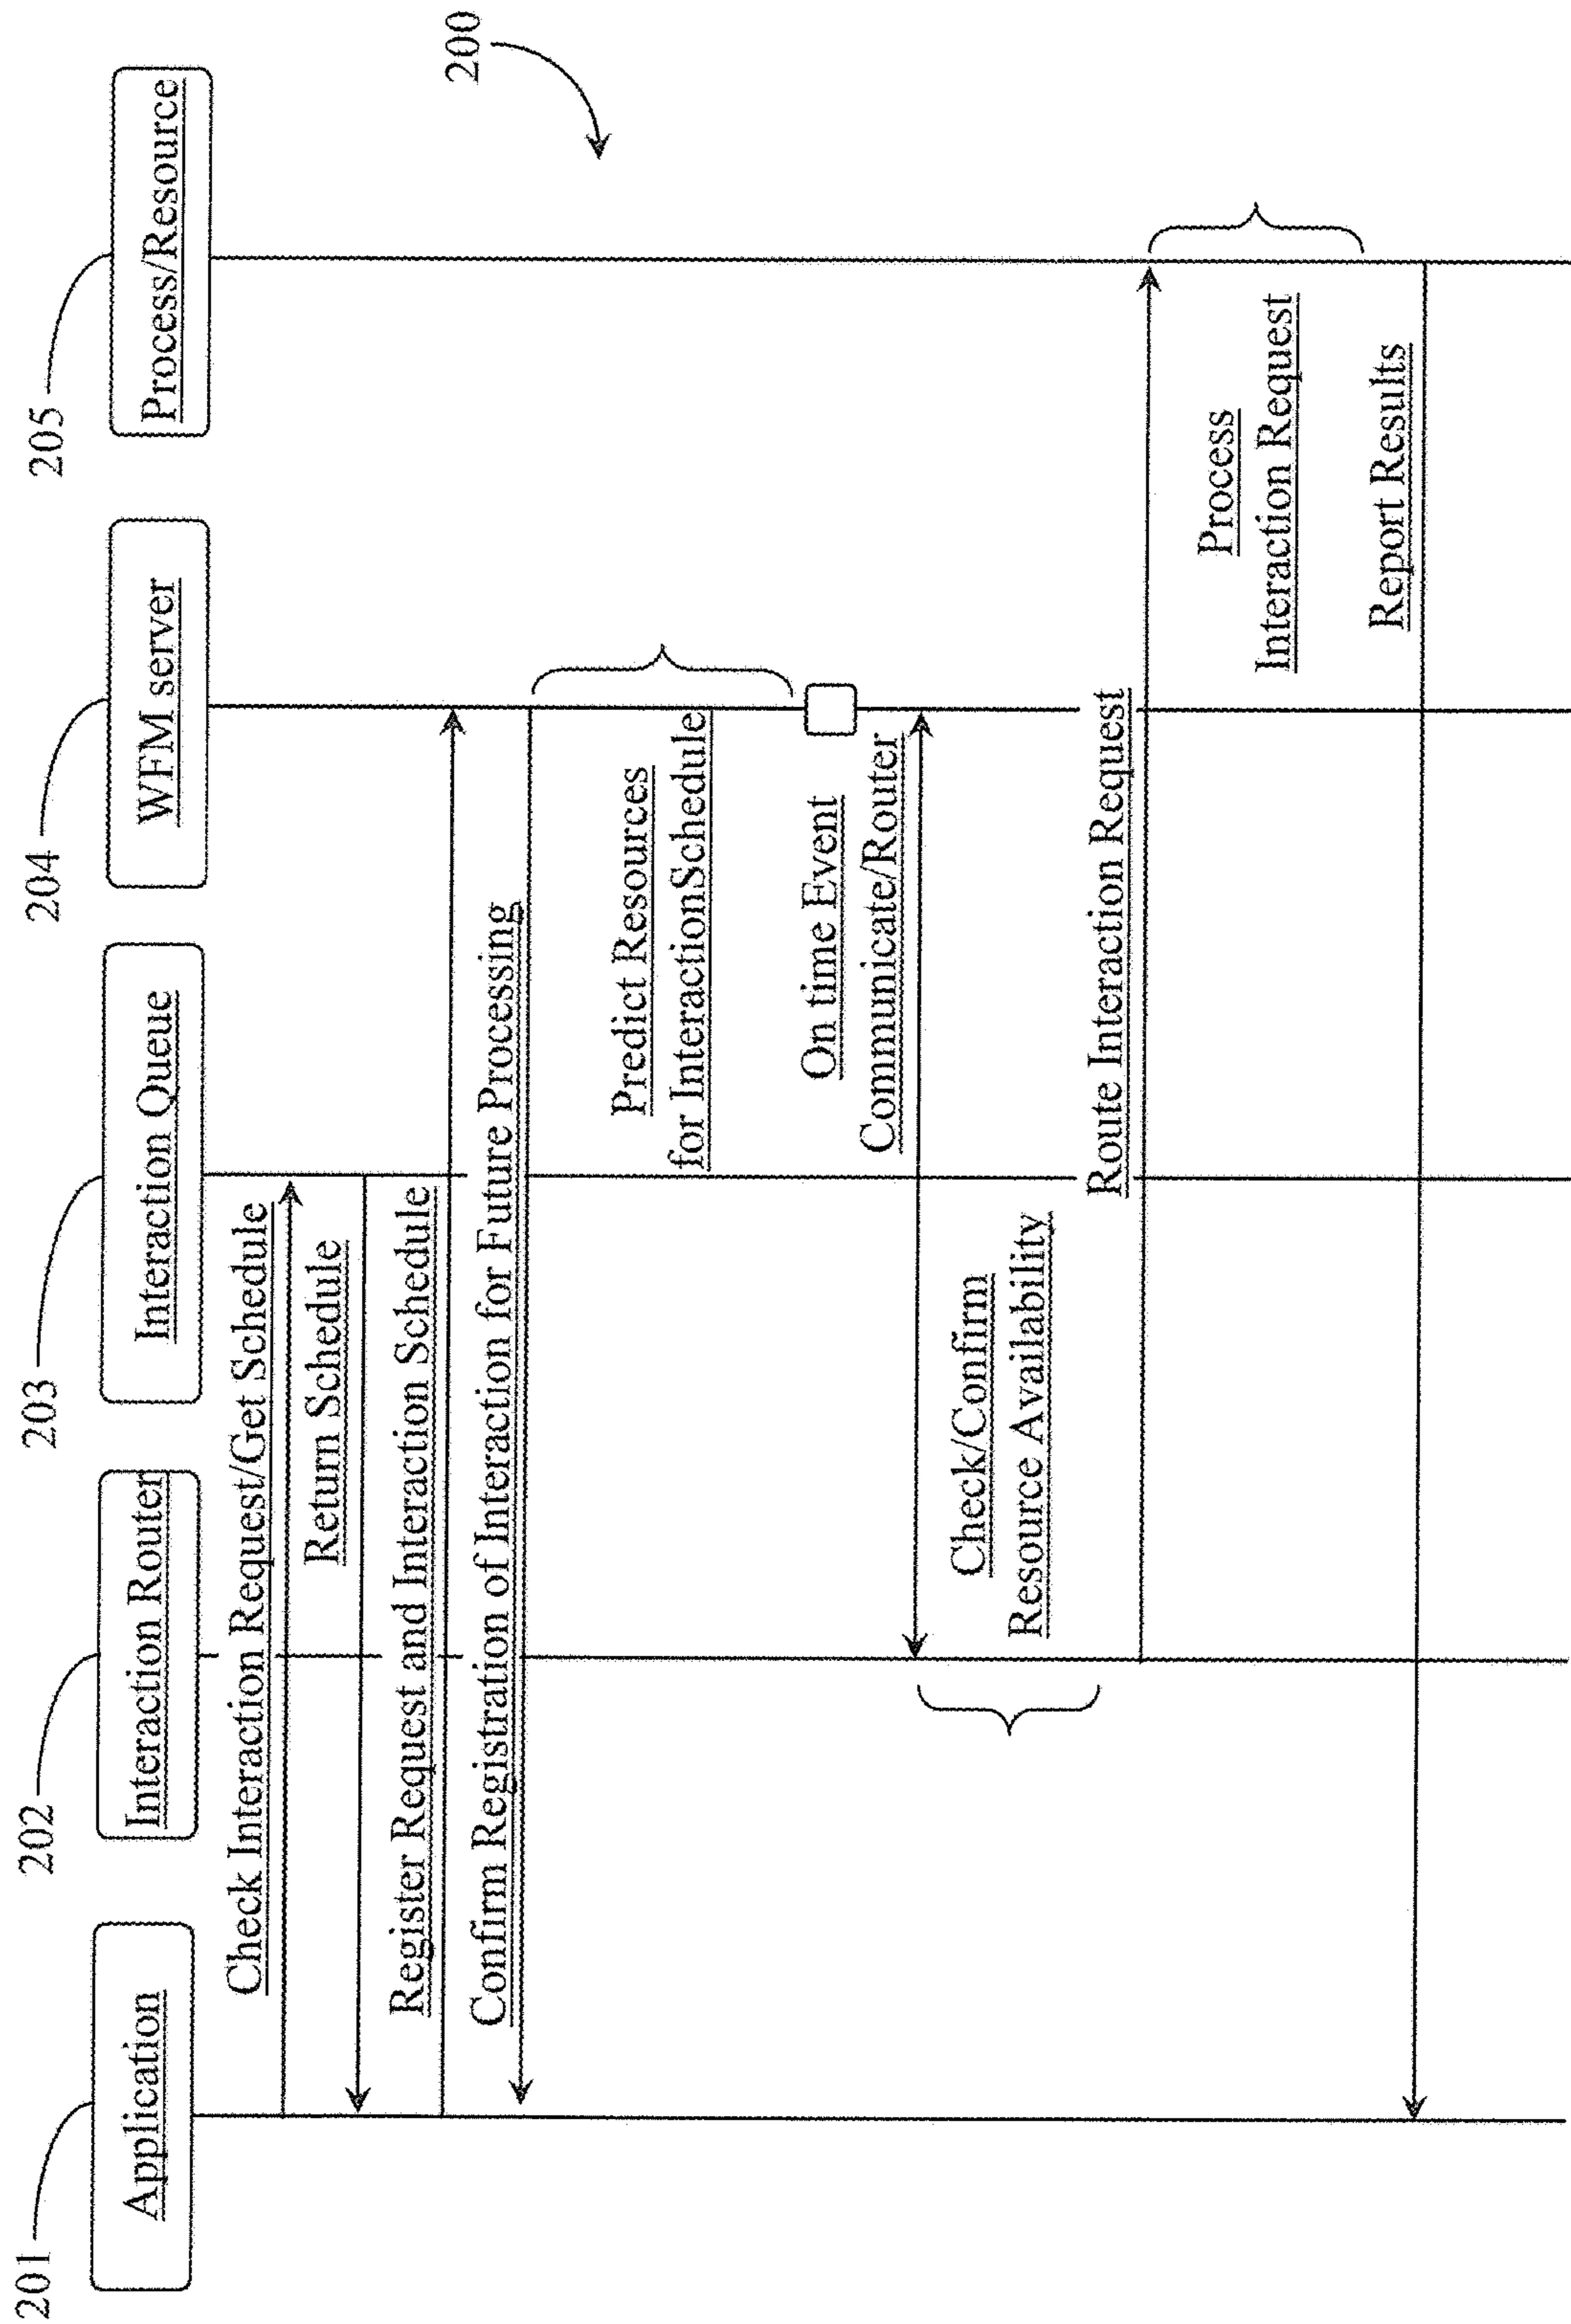 201
202
203
204
205
Application
Interaction Router
Interaction Queue
WFM server
Process/Resource
200
Check Interaction Request/Get Schedule
Return Schedule
Register Request and Interaction Schedule
Confirm Registration of Interaction for Future Processing
Predict Resources
for InteractionSchedule
On time Event
Communicate/Router
Check/Confirm
Resource Availability
Route Interaction Request
Process
Interaction Request
Report Results